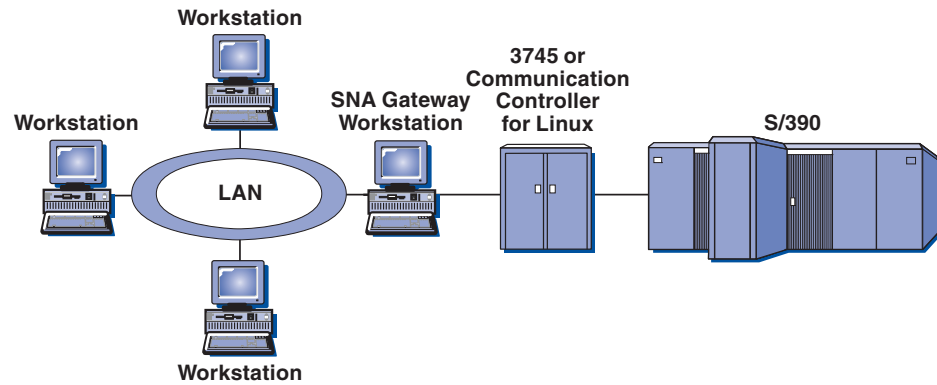 Workstation
3745 or
Communication
Controller
for Linux
SNA Gateway
Workstation
Workstation
S/390
LAN
Workstation